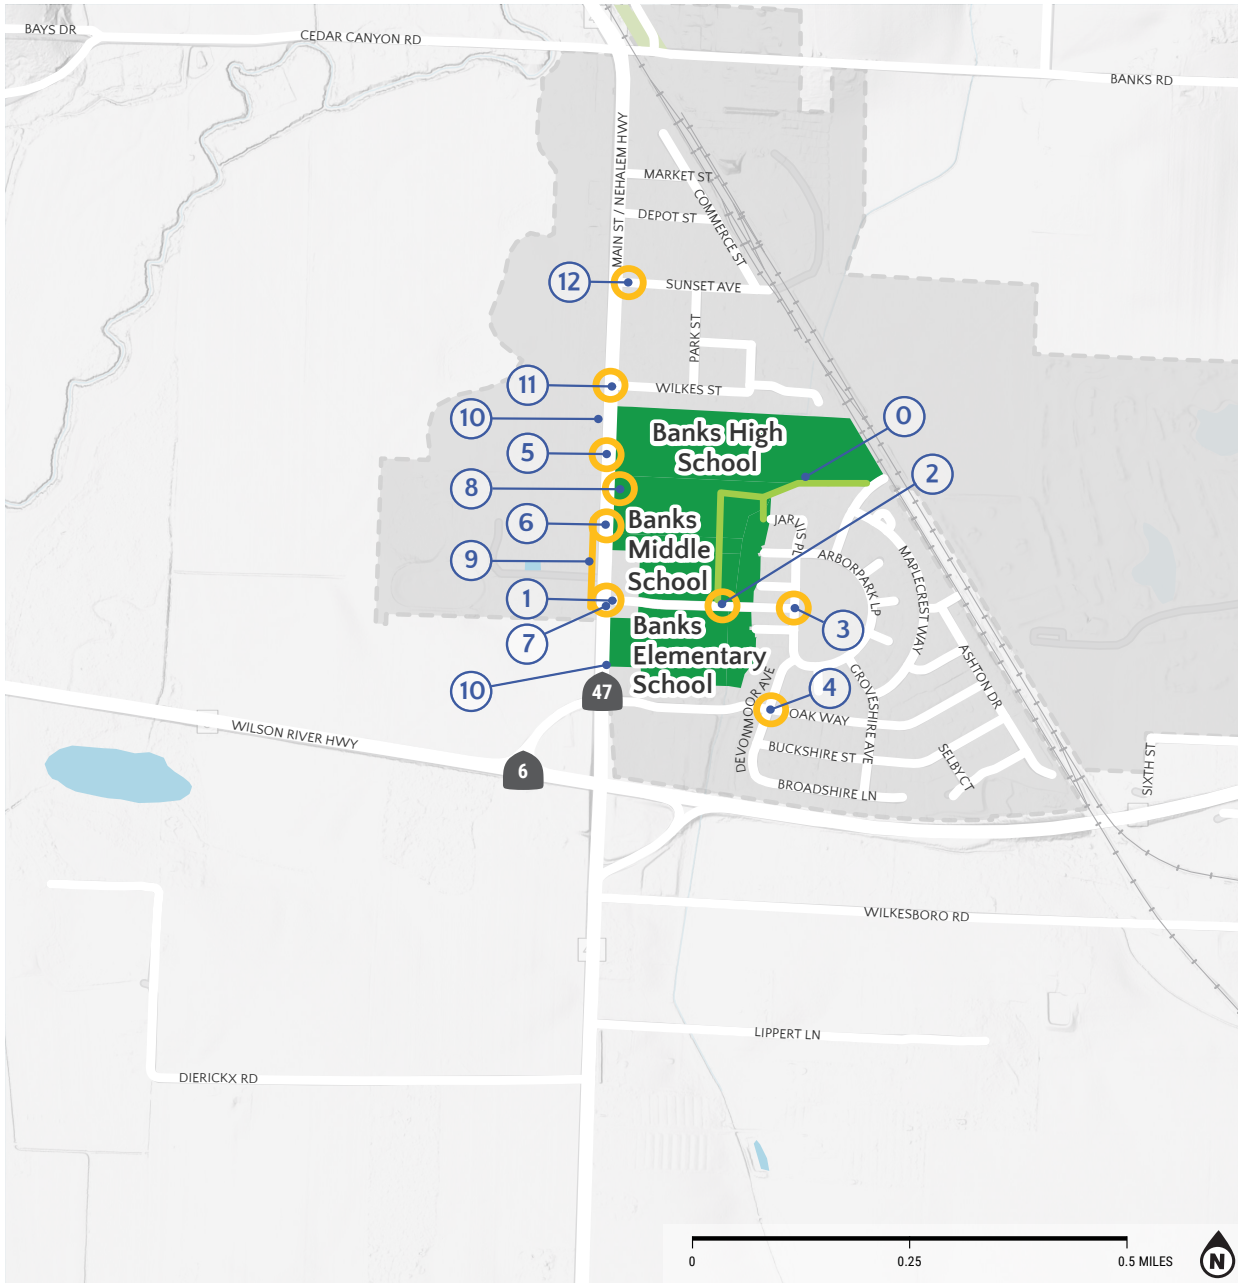 BAYS DR
CEDAR CANYON RD
BANKS RD
MAIN ST / NEHALEM HWY
MARKET ST
COMMERCE ST
DEPOT ST
12
SUNSET AVE
PARK ST
11
WILKES ST
10
0
Banks High
School
5
2
8
6
Banks
Middle
School
JARVIS PL
9
ARBORPARK LP
MAPLECREST WAY
1
3
7
Banks
Elementary
School
10
47
4
DEVONMOOR AVE
OAK WAY
GROVESHIRE AVE
ASHTON DR
WILSON RIVER HWY
6
BUCKSHIRE ST
SELBY CT
SIXTH ST
BROADSHIRE LN
WILKESBORO RD
LIPPERT LN
DIERICKX RD
0
0.25
0.5 MILES
N